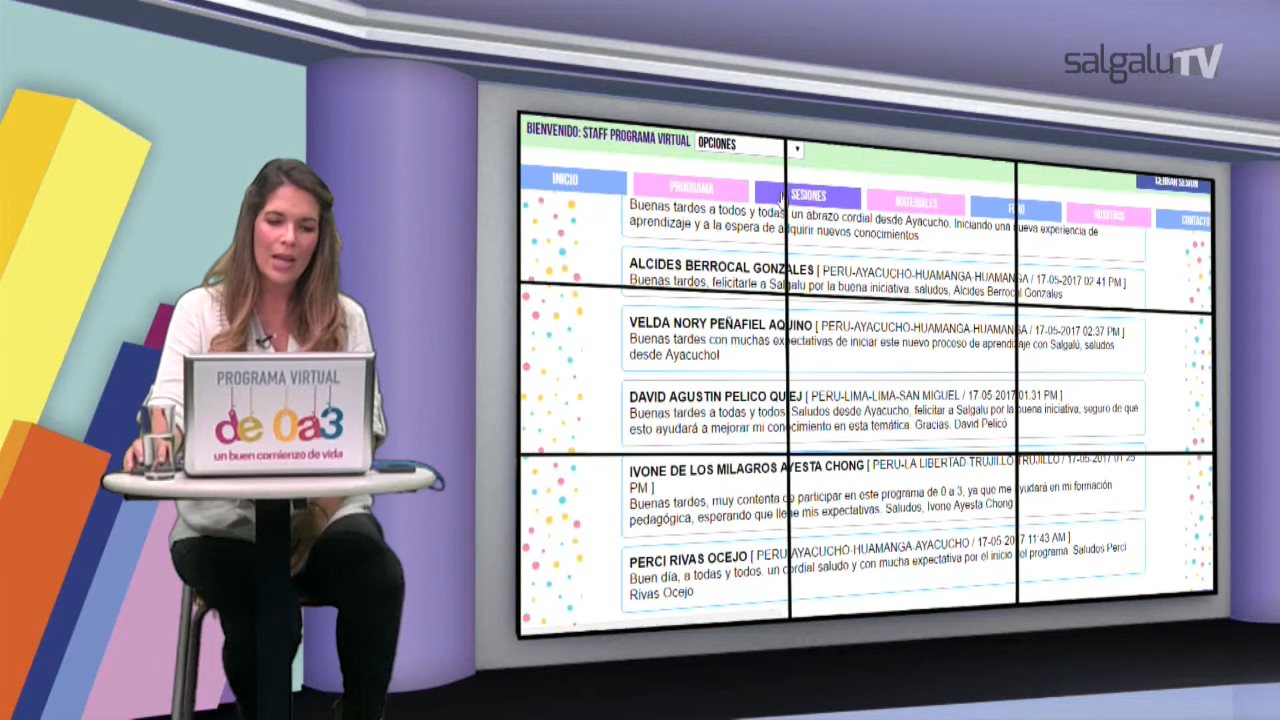 salgaluTV
BIENVENIDO: STAFF PROGRAMA VIRTUAL OPCIONES
CERRAR SESIÓN
INICIO PROGRAMA SESIONES MATERIALES FORO NOSOTROS CONTACTO
Buenas tardes a todos y todas, un abrazo cordial desde Ayacucho. Iniciando una nueva experiencia de
aprendizaje y a la espera de adquirir nuevos conocimientos
ALCIDES BERROCAL GONZALES [ PERU-AYACUCHO-HUAMANGA-HUAMANGA / 17-05-2017 02:41 PM ]
Buenas tardes, felicitarle a Salgalu por la buena iniciativa. saludos, Alcides Berrocal Gonzales
VELDA NORY PEÑAFIEL AQUINO [ PERU-AYACUCHO-HUAMANGA-HUAMANGA / 17-05-2017 02:37 PM ]
Buenas tardes con muchas expectativas de iniciar este nuevo proceso de aprendizaje con Salgalú, saludos
desde Ayacucho!
DAVID AGUSTIN PELICO QUIEJ [ PERU-LIMA-LIMA-SAN MIGUEL / 17-05-2017 01:31 PM ]
Buenas tardes a todos y todas. Saludos desde Ayacucho, felicitar a Salgalu por la buena iniciativa, seguro de que
esto ayudará a mejorar mi conocimiento en esta temática. Gracias. David Pelicó
IVONE DE LOS MILAGROS AYESTA CHONG [ PERU-LA LIBERTAD-TRUJILLO-TRUJILLO / 17-05-2017 01:25
PM ]
Buenas tardes, muy contenta de participar en este programa de 0 a 3, ya que me ayudará en mi formación
pedagógica, esperando que llene mis expectativas. Saludos, Ivone Ayesta Chong
PERCI RIVAS OCEJO [ PERU-AYACUCHO-HUAMANGA-AYACUCHO / 17-05-2017 11:43 AM ]
Buen día, a todas y todos, un cordial saludo y con mucha expectativa por el inicio del programa. Saludos Perci
Rivas Ocejo
PROGRAMA VIRTUAL
de 0a3
un buen comienzo de vida